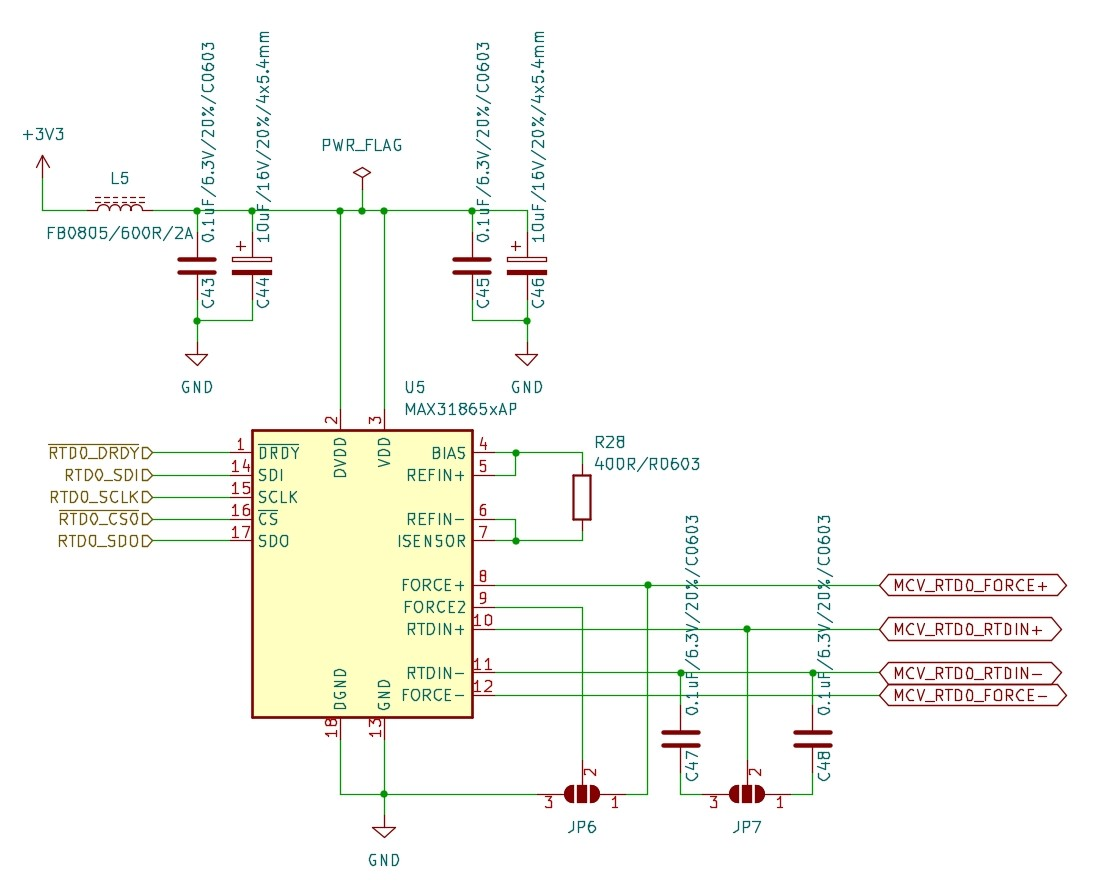 0.1uF/6.3V/20%/C0603
10uF/16V/20%/4x5.4mm
0.1uF/6.3V/20%/C0603
10uF/16V/20%/4x5.4mm
+3V3
PWR_FLAG
L5
FB0805/600R/2A
+
+
C43
C44
C45
C46
GND
GND
U5
MAX31865xAP
2
3
DVDD
VDD
R28
400R/R0603
RTD0_DRDY
1
DRDY
BIAS
4
RTD0_SDI
14
SDI
REFIN+
5
RTD0_SCLK
15
SCLK
RTD0_CS0
16
CS
REFIN-
6
RTD0_SDO
17
SDO
ISENSOR
7
0.1uF/6.3V/20%/C0603
0.1uF/6.3V/20%/C0603
FORCE+
8
MCV_RTD0_FORCE+
FORCE2
9
RTDIN+
10
MCV_RTD0_RTDIN+
RTDIN-
11
MCV_RTD0_RTDIN-
FORCE-
12
MCV_RTD0_FORCE-
DGND
GND
18
13
C47
C48
2
2
3
1
3
1
JP6
JP7
GND